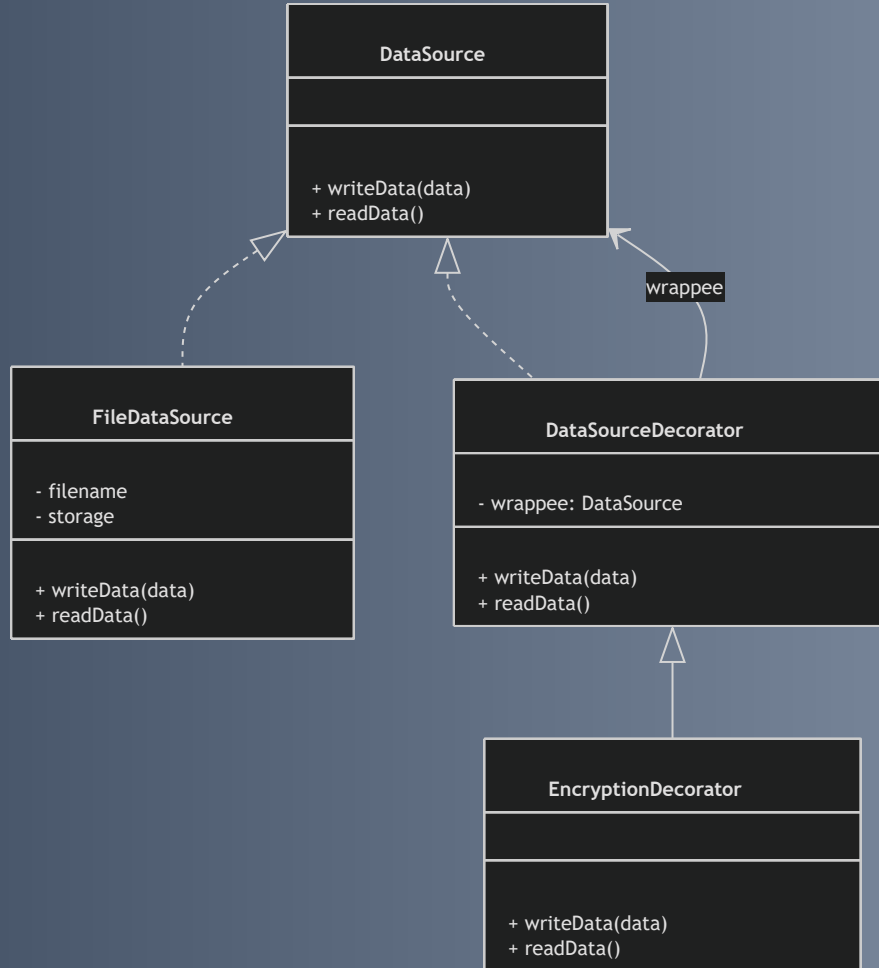 DataSource
+ writeData(data)
+ readData()
wrappee
FileDataSource
- filename
- storage
+ writeData(data)
+ readData()
DataSourceDecorator
- wrappee: DataSource
+ writeData(data)
+ readData()
EncryptionDecorator
+ writeData(data)
+ readData()